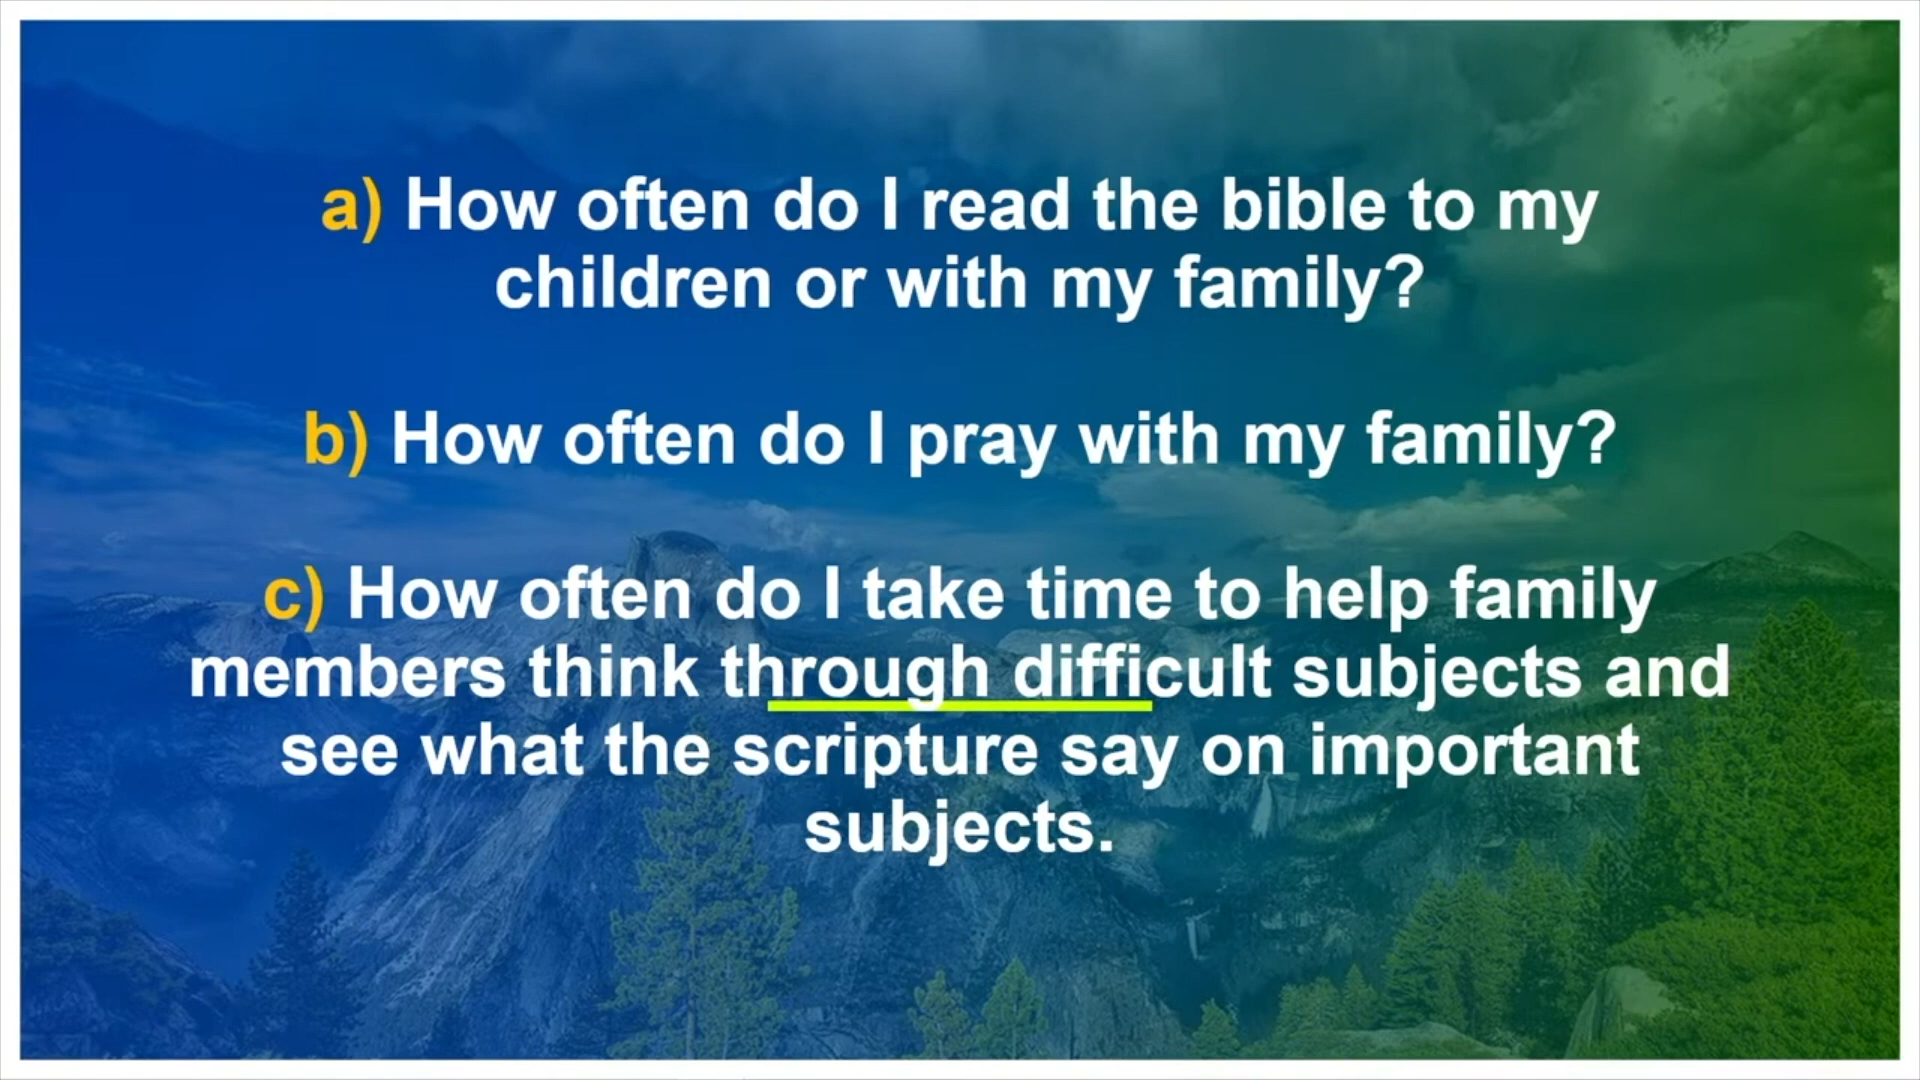 a) How often do I read the bible to my
children or with my family?
b) How often do I pray with my family?
c) How often do I take time to help family
members think through difficult subjects and
see what the scripture say on important
subjects.